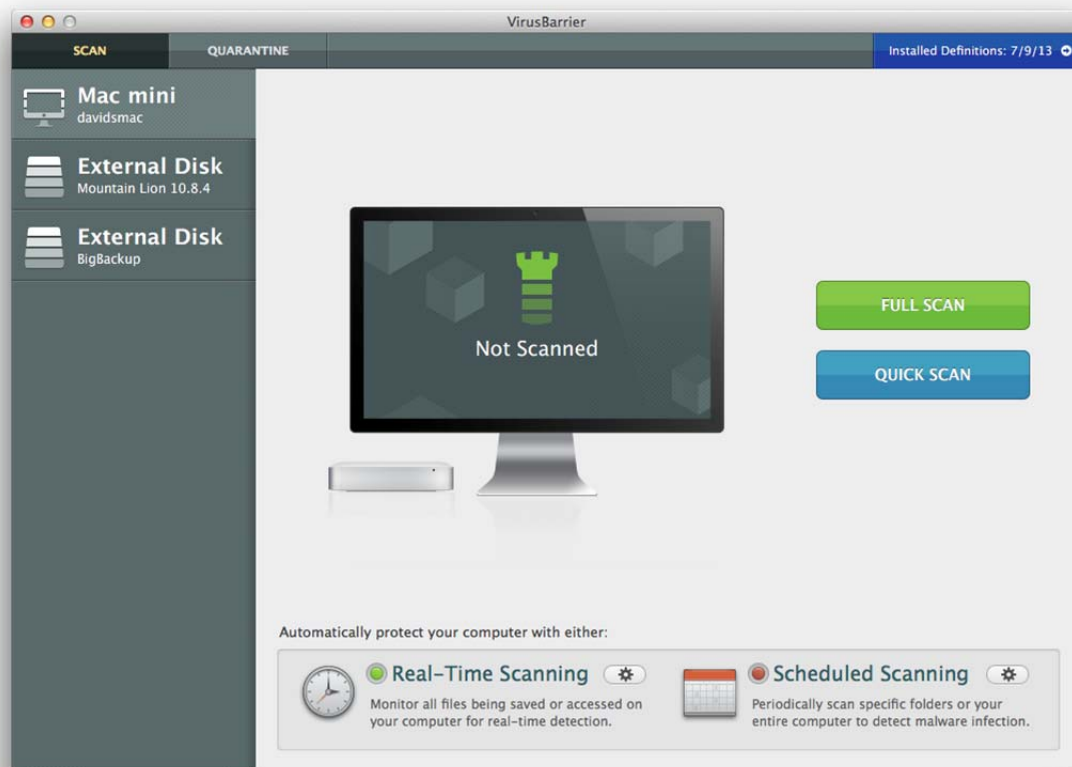 VirusBarrier
SCAN
QUARANTINE
Installed Definitions: 7/9/13
Mac mini
davidsmac
External Disk
Mountain Lion 10.8.4
External Disk
BigBackup
Not Scanned
FULL SCAN
QUICK SCAN
Automatically protect your computer with either:
Real-Time Scanning
Monitor all files being saved or accessed on
your computer for real-time detection.
Scheduled Scanning
Periodically scan specific folders or your
entire computer to detect malware infection.